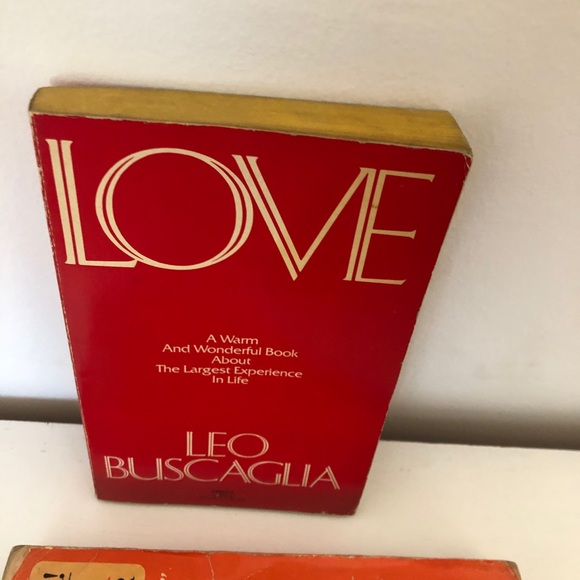 LOVE
A Warm
And Wonderful Book
About
The Largest Experience
In Life
LEO
BUSCAGLIA